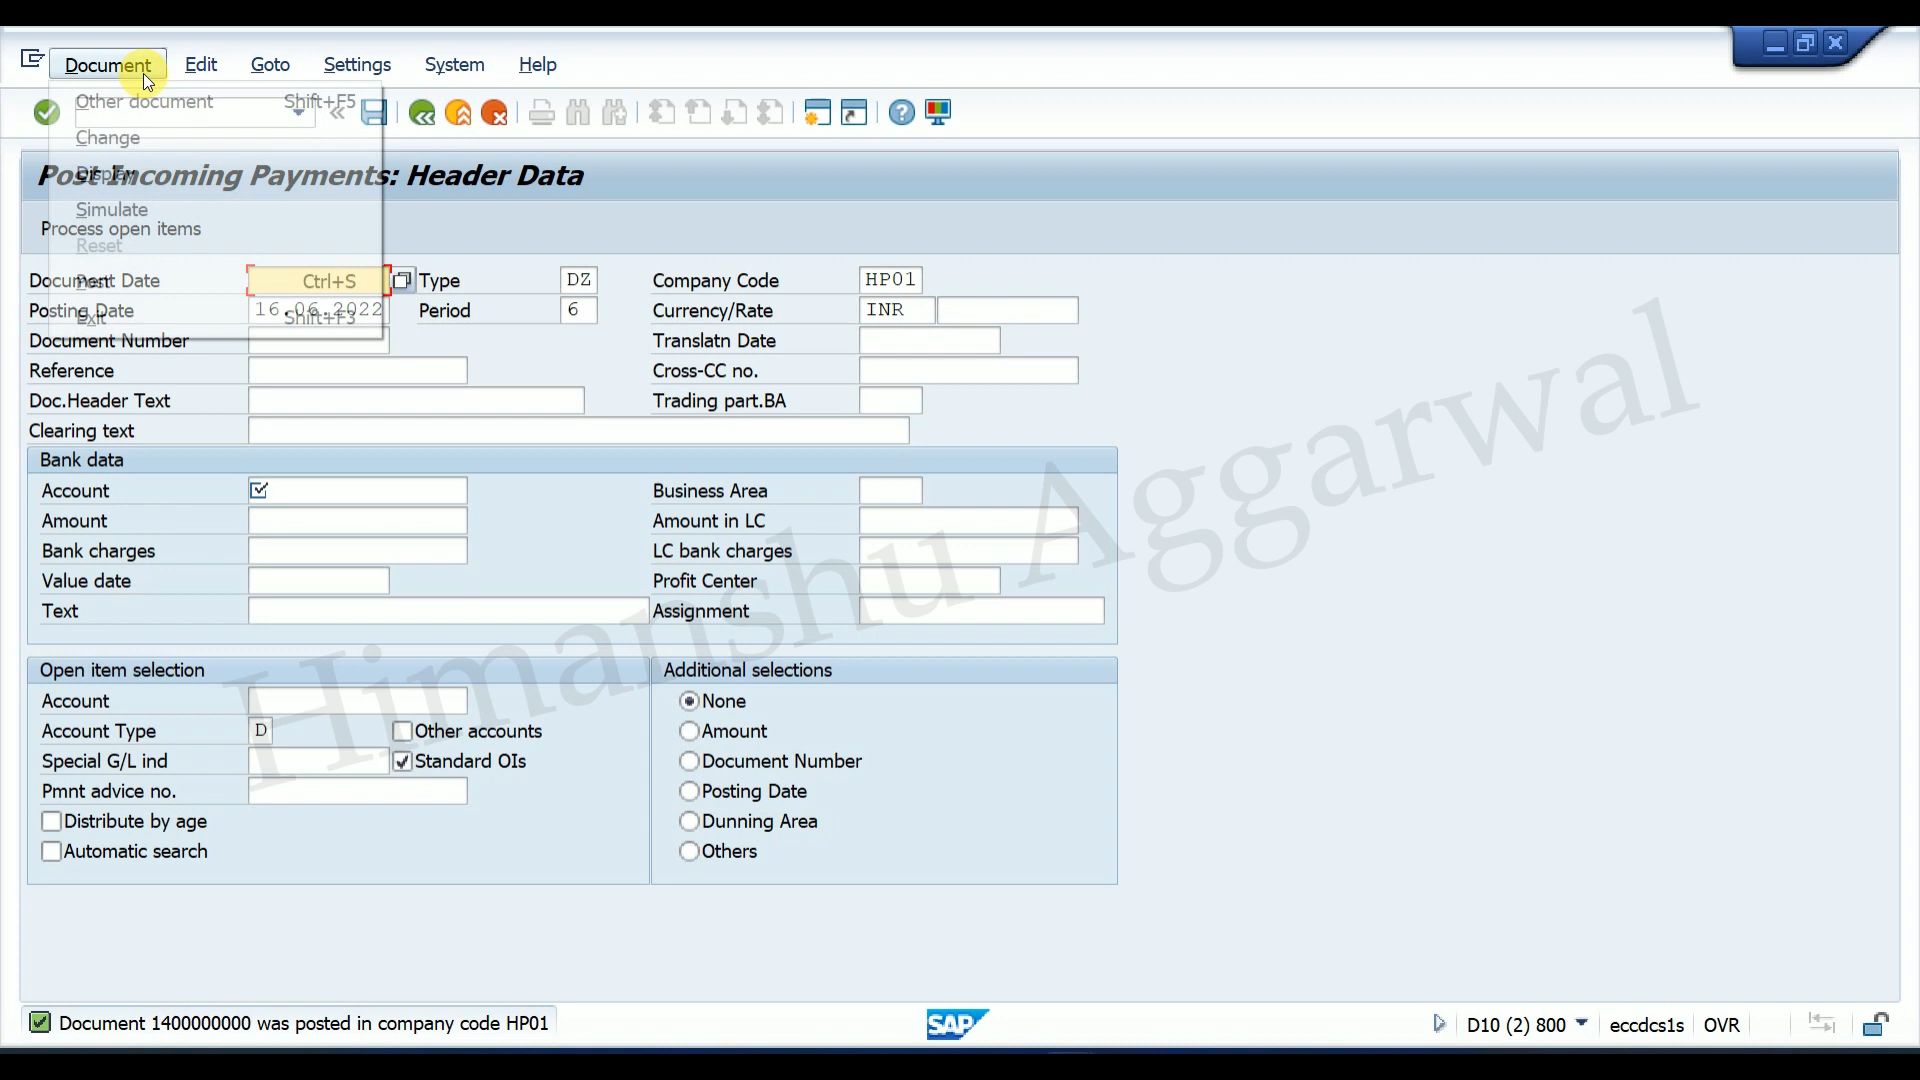 Document Edit Goto Settings System Help
Other document Shift+F5
Change
Display
Post Incoming Payments: Header Data
Simulate
Process open items
Reset
Document Date Type DZ Company Code HP01
Post Ctrl+S
Posting Date 16.06.2022 Period 6 Currency/Rate INR
Exit Shift+F3
Document Number Translatn Date
Reference Cross-CC no.
Doc.Header Text Trading part.BA
Clearing text
Bank data
Account Business Area
Amount Amount in LC
Bank charges LC bank charges
Value date Profit Center
Text Assignment
Open item selection Additional selections
Account None
Account Type D Other accounts Amount
Special G/L ind Standard OIs Document Number
Pmnt advice no. Posting Date
Distribute by age Dunning Area
Automatic search Others
Himanshu Aggarwal
Document 1400000000 was posted in company code HP01 SAP D10 (2) 800 eccdcs1s OVR